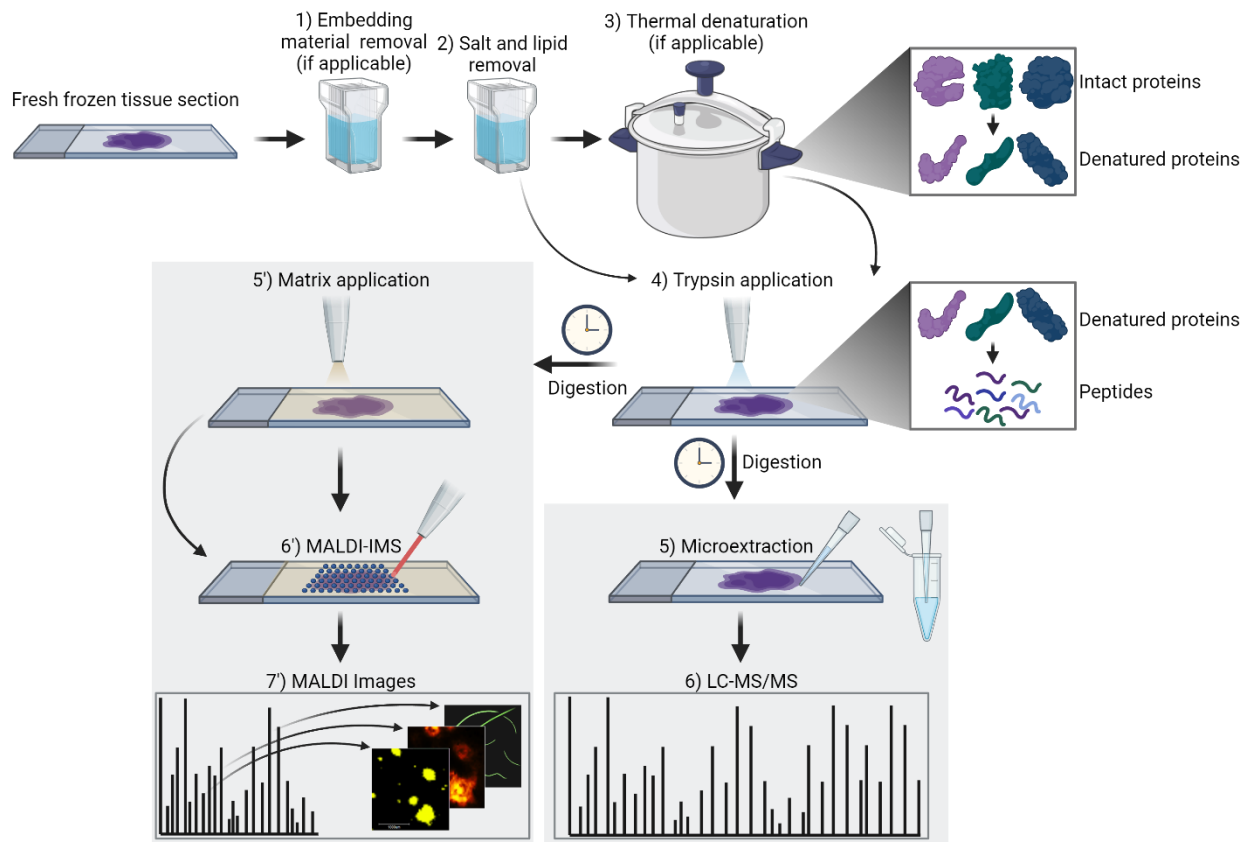 1) Embedding
material removal
(if applicable)
2) Salt and lipid
removal
3) Thermal denaturation
(if applicable)
Fresh frozen tissue section
Intact proteins
Denatured proteins
5') Matrix application
4) Trypsin application
Denatured proteins
Digestion
Peptides
Digestion
6') MALDI-IMS
5) Microextraction
7') MALDI Images
6) LC-MS/MS